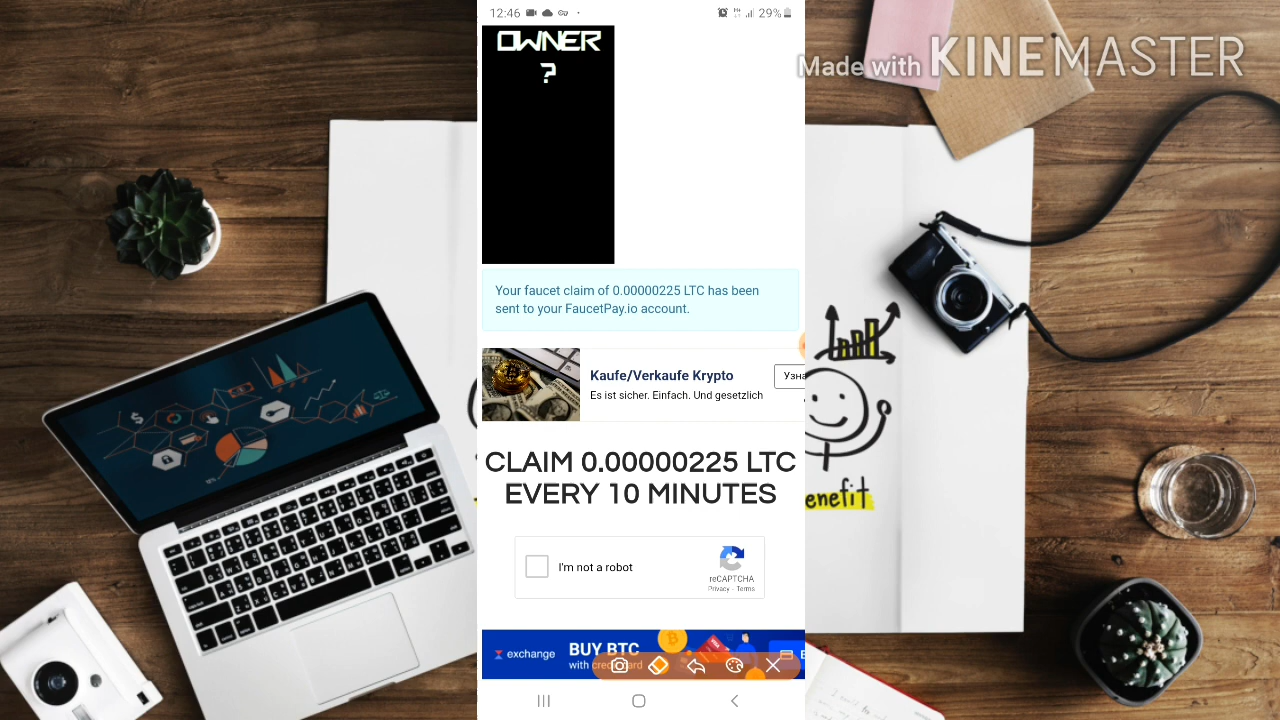 12:46
29%
OWNER
?
Made with KINEMASTER
Your faucet claim of 0.00000225 LTC has been
sent to your FaucetPay.io account.
Kaufe/Verkaufe Krypto
Es ist sicher. Einfach. Und gesetzlich
Узна
CLAIM 0.00000225 LTC
EVERY 10 MINUTES
enefit
I'm not a robot
reCAPTCHA
Privacy - Terms
exchange
BUY BTC